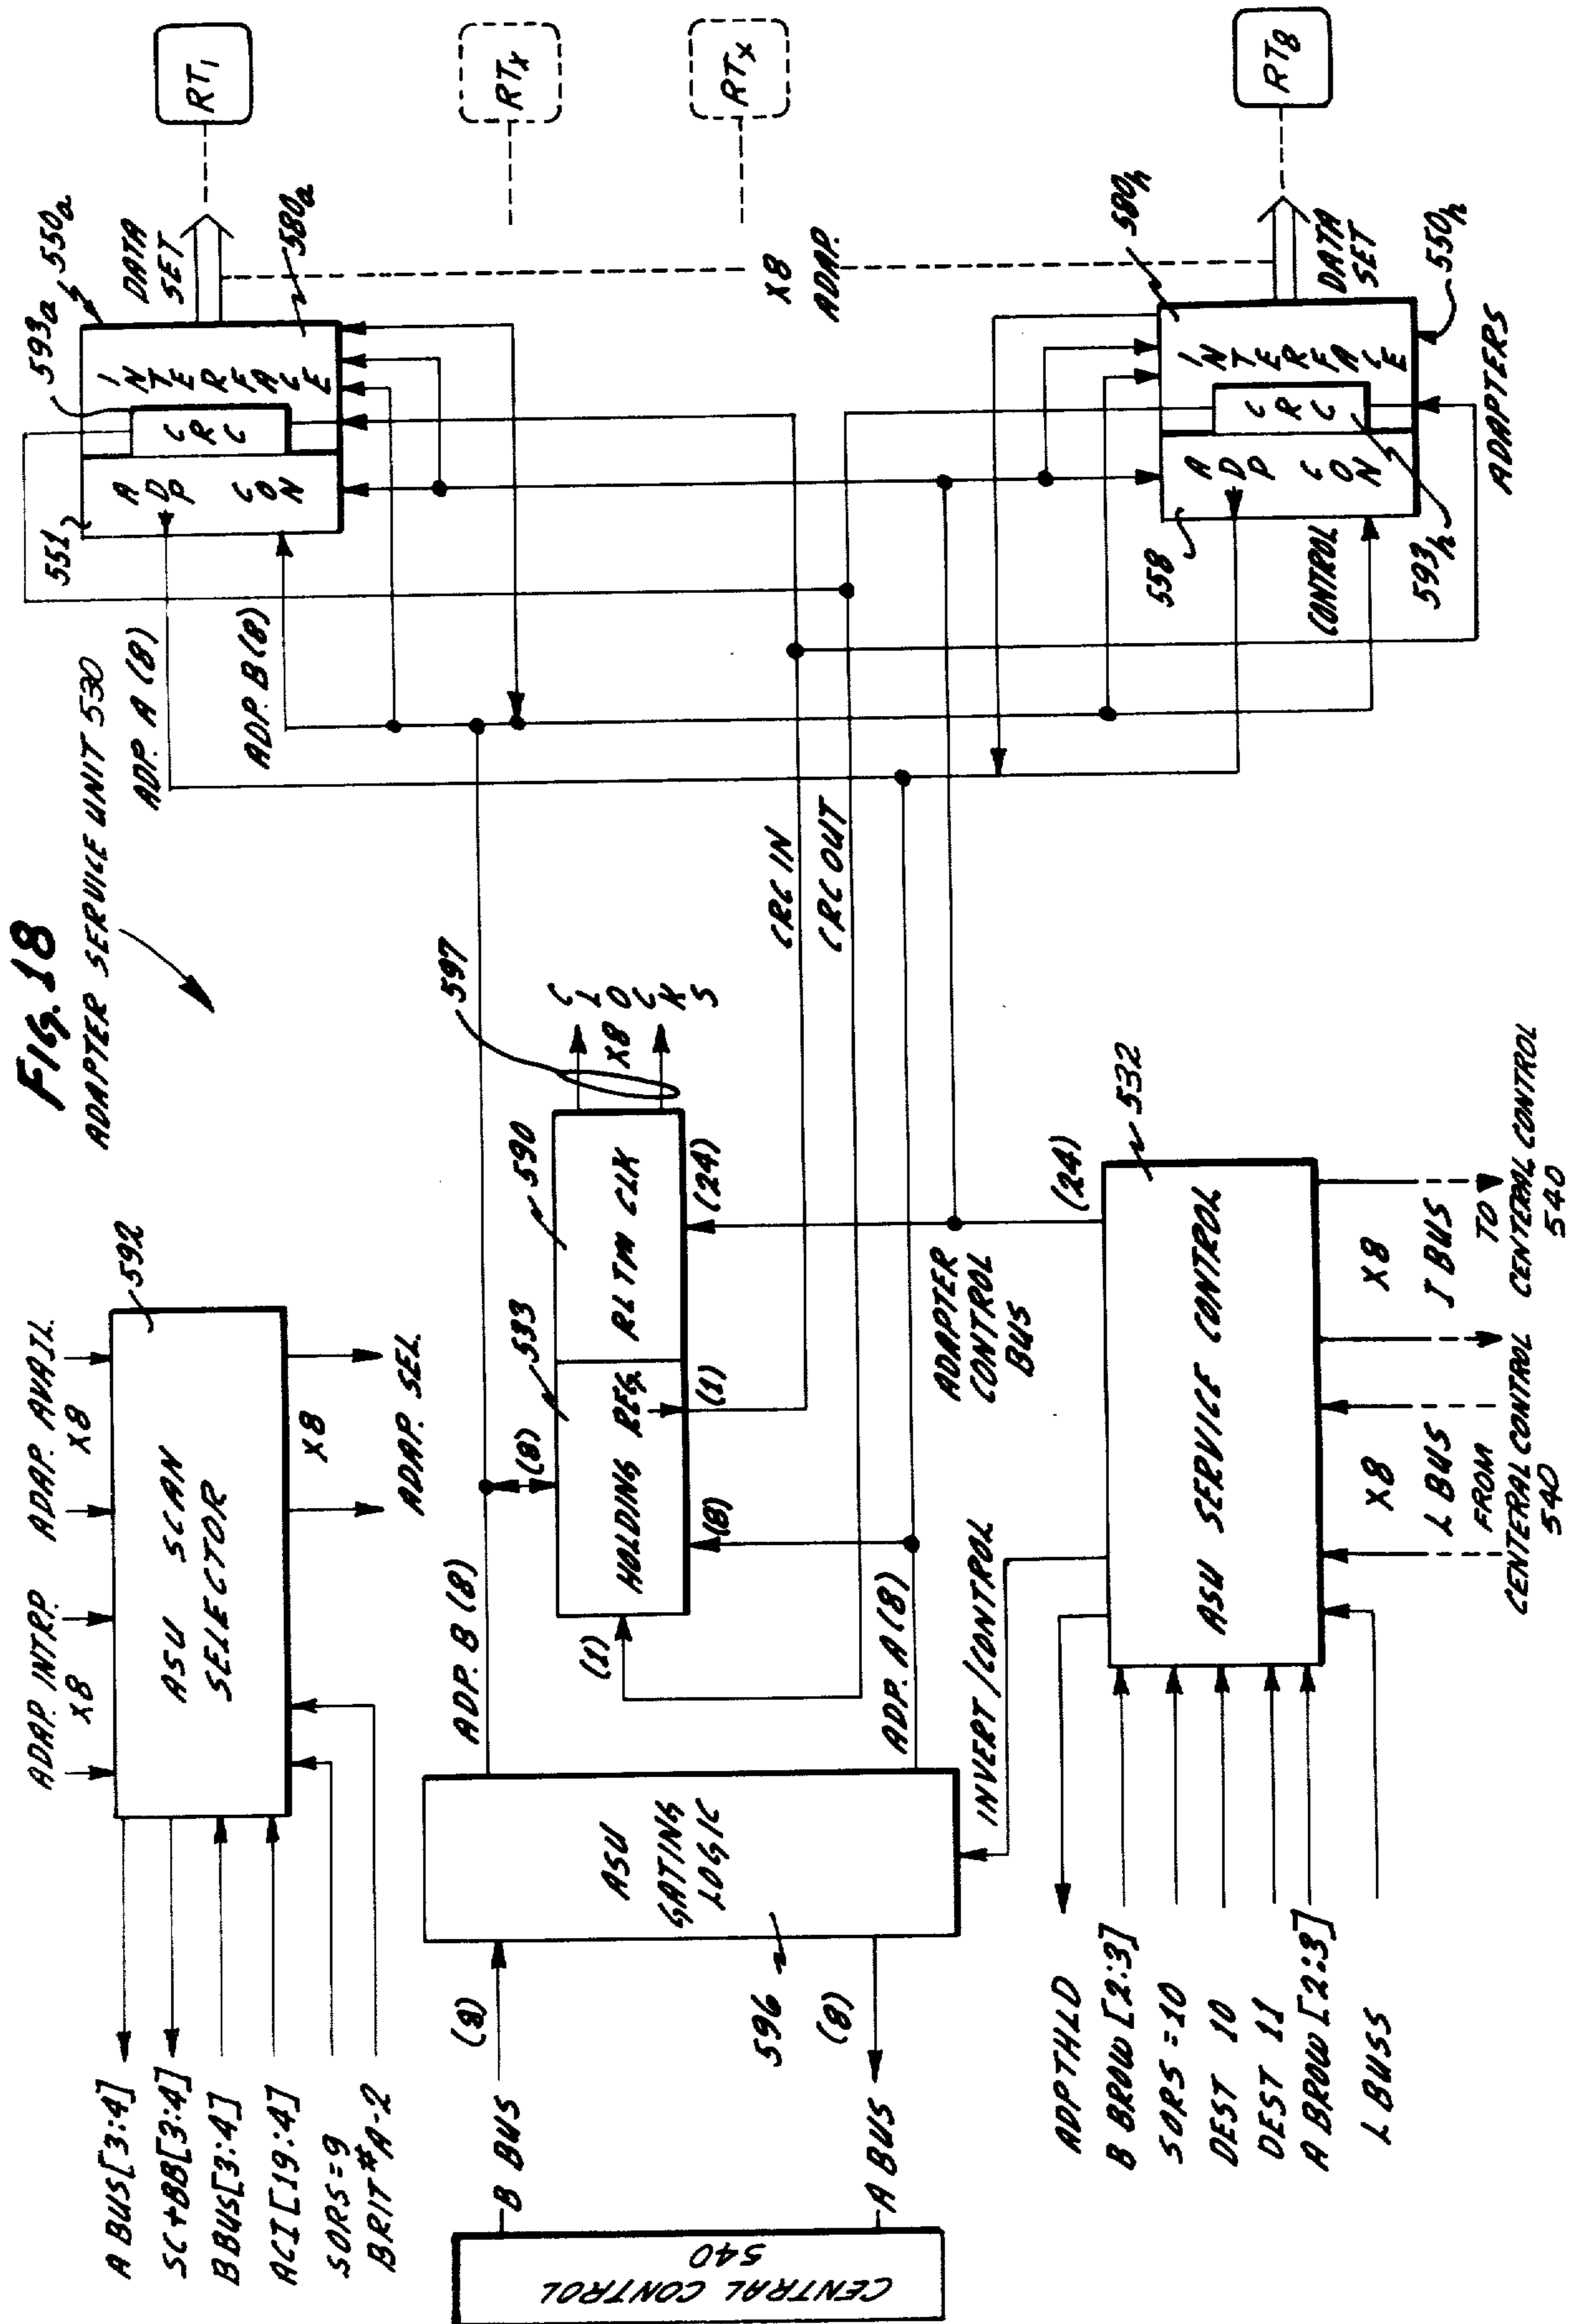 FIG. 18
ADAPTER SERVICE UNIT 530
ADAP. INTRP. ADAP. AVAIL.
X8 X8
592
ASU SCAN
SELECTOR
X8
ADAP. SEL.
A BUS[3:4]
SC+BB[3:4]
BBUS[3:4]
ACI[19:4]
SORS=9
BRIT#A-2
CENTRAL CONTROL
540
B BUS
(8)
A BUS
(8)
596
ASU
GATING
LOGIC
ADP. B (8)
ADP. A (8)
INVERT/CONTROL
533
590
597
HOLDING REG.
RLTM CLK
(8)
(8)
(1)
(1)
(24)
X8
CLOCKS
CRC IN
CRC OUT
ADAPTER
CONTROL
BUS
(24)
532
ASU SERVICE CONTROL
ADPTHLD
B BROW [2:3]
SORS=10
DEST 10
DEST 11
A BROW [2:3]
L BUSS
X8
L BUS
FROM
CENTERAL CONTROL
540
X8
I BUS
TO
CENTERAL CONTROL
540
ADP. A (8)
ADP. B (8)
551
593a
550a
ADP CON
CRC
INTERFACE
580a
DATA
SET
RT1
RTX
RTX
RT8
X8
ADAP.
558
CONTROL
ADP CON
CRC
INTERFACE
593h
580h
DATA
SET
550h
ADAPTERS